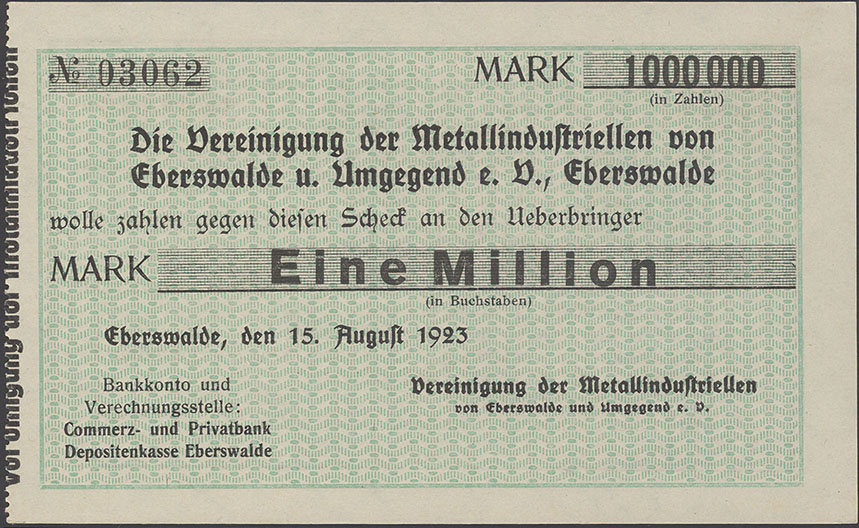 № 03062
MARK 1000000
(in Zahlen)
Die Vereinigung der Metallindustriellen von
Eberswalde u. Umgegend e. V., Eberswalde
wolle zahlen gegen diesen Scheck an den Ueberbringer
MARK Eine Million
(in Buchstaben)
Eberswalde, den 15. August 1923
Bankkonto und
Verechnungsstelle:
Commerz- und Privatbank
Depositenkasse Eberswalde
Vereinigung der Metallindustriellen
von Eberswalde und Umgegend e. V.